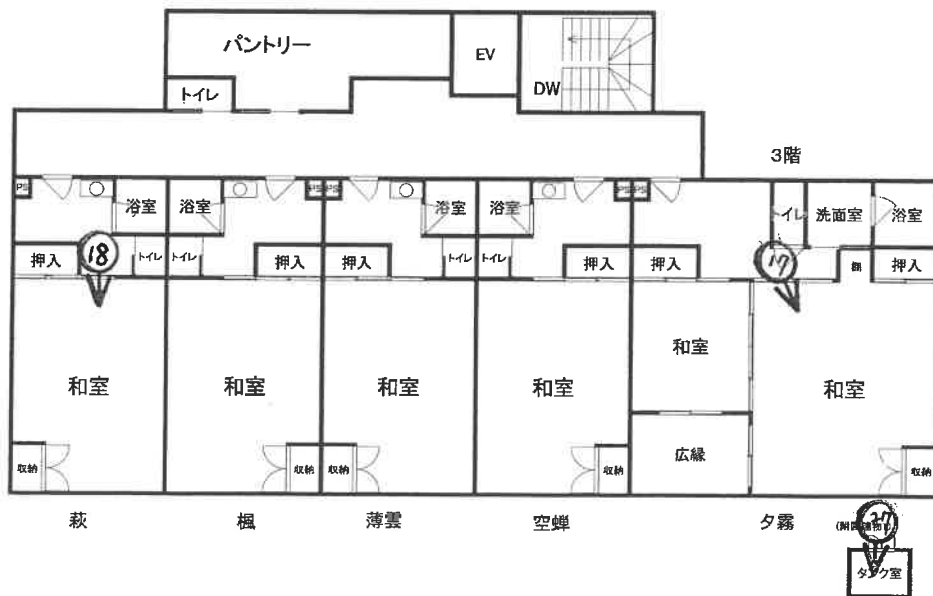 パントリー
EV
DW
トイレ
3階
PS
浴室
浴室
PS
PS
浴室
浴室
PS
PS
トイレ
洗面室
浴室
押入
18
トイレ
トイレ
押入
押入
トイレ
トイレ
押入
押入
17
棚
押入
和室
和室
和室
和室
和室
和室
広縁
収納
収納
収納
収納
収納
萩
楓
薄雲
空蝉
夕霧
27
タンク室